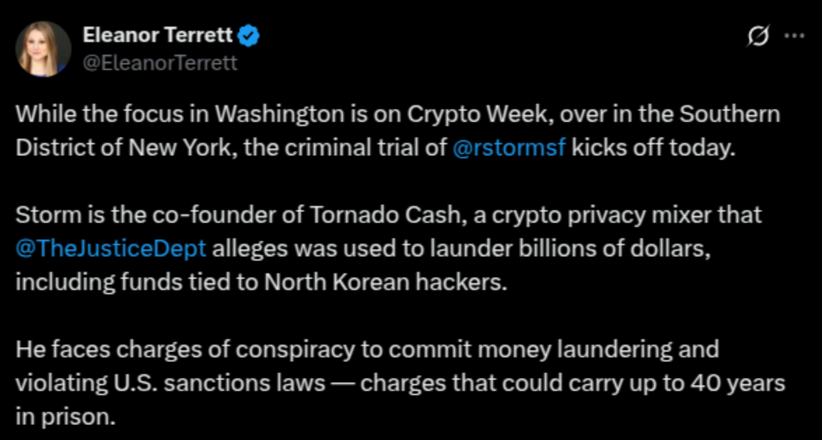 Eleanor Terrett
@EleanorTerrett
While the focus in Washington is on Crypto Week, over in the Southern
District of New York, the criminal trial of @rstormsf kicks off today.
Storm is the co-founder of Tornado Cash, a crypto privacy mixer that
@TheJusticeDept alleges was used to launder billions of dollars,
including funds tied to North Korean hackers.
He faces charges of conspiracy to commit money laundering and
violating U.S. sanctions laws — charges that could carry up to 40 years
in prison.